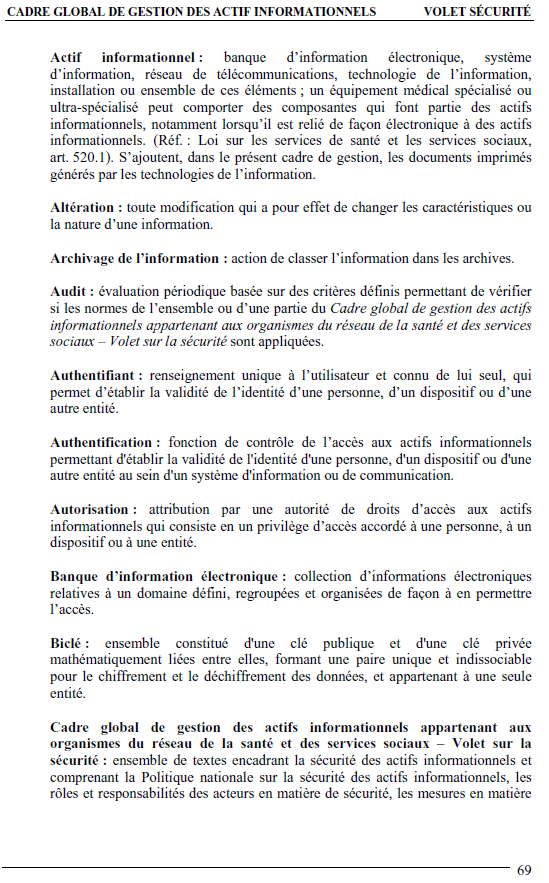 CADRE GLOBAL DE GESTION DES ACTIF INFORMATIONNELS VOLET SÉCURITÉ
Actif informationnel : banque d’information électronique, système
d’information, réseau de télécommunications, technologie de l’information,
installation ou ensemble de ces éléments ; un équipement médical spécialisé ou
ultra-spécialisé peut comporter des composantes qui font partie des actifs
informationnels, notamment lorsqu’il est relié de façon électronique à des actifs
informationnels. (Réf. : Loi sur les services de santé et les services sociaux,
art. 520.1). S’ajoutent, dans le présent cadre de gestion, les documents imprimés
générés par les technologies de l’information.
Altération : toute modification qui a pour effet de changer les caractéristiques ou
la nature d’une information.
Archivage de l’information : action de classer l’information dans les archives.
Audit : évaluation périodique basée sur des critères définis permettant de vérifier
si les normes de l’ensemble ou d’une partie du Cadre global de gestion des actifs
informationnels appartenant aux organismes du réseau de la santé et des services
sociaux – Volet sur la sécurité sont appliquées.
Authentifiant : renseignement unique à l’utilisateur et connu de lui seul, qui
permet d’établir la validité de l’identité d’une personne, d’un dispositif ou d’une
autre entité.
Authentification : fonction de contrôle de l’accès aux actifs informationnels
permettant d'établir la validité de l'identité d'une personne, d'un dispositif ou d'une
autre entité au sein d'un système d'information ou de communication.
Autorisation : attribution par une autorité de droits d’accès aux actifs
informationnels qui consiste en un privilège d’accès accordé à une personne, à un
dispositif ou à une entité.
Banque d’information électronique : collection d’informations électroniques
relatives à un domaine défini, regroupées et organisées de façon à en permettre
l’accès.
Biclé : ensemble constitué d'une clé publique et d'une clé privée
mathématiquement liées entre elles, formant une paire unique et indissociable
pour le chiffrement et le déchiffrement des données, et appartenant à une seule
entité.
Cadre global de gestion des actifs informationnels appartenant aux
organismes du réseau de la santé et des services sociaux – Volet sur la
sécurité : ensemble de textes encadrant la sécurité des actifs informationnels et
comprenant la Politique nationale sur la sécurité des actifs informationnels, les
rôles et responsabilités des acteurs en matière de sécurité, les mesures en matière
69